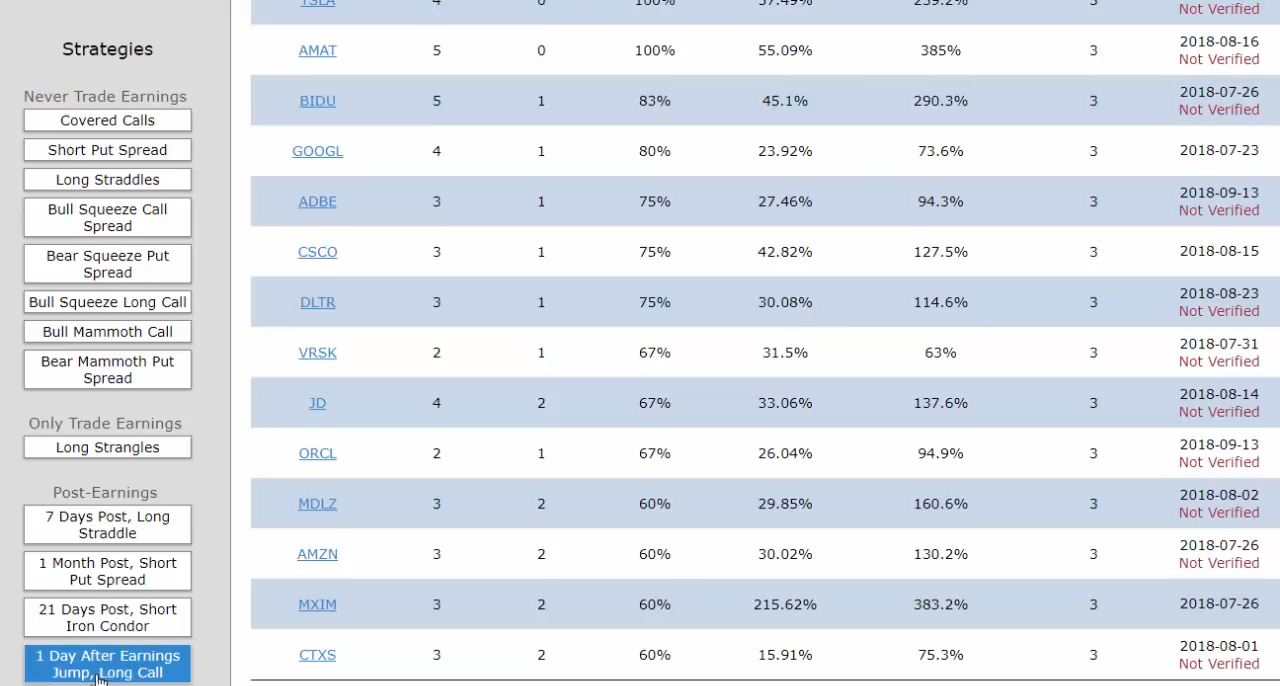 Strategies
Never Trade Earnings
Covered Calls
Short Put Spread
Long Straddles
Bull Squeeze Call
Spread
Bear Squeeze Put
Spread
Bull Squeeze Long Call
Bull Mammoth Call
Bear Mammoth Put
Spread
Only Trade Earnings
Long Strangles
Post-Earnings
7 Days Post, Long
Straddle
1 Month Post, Short
Put Spread
21 Days Post, Short
Iron Condor
1 Day After Earnings
Jump, Long Call
TSLA 4 0 100% 57.49% 259.2% 3 Not Verified
AMAT 5 0 100% 55.09% 385% 3 2018-08-16 Not Verified
BIDU 5 1 83% 45.1% 290.3% 3 2018-07-26 Not Verified
GOOGL 4 1 80% 23.92% 73.6% 3 2018-07-23
ADBE 3 1 75% 27.46% 94.3% 3 2018-09-13 Not Verified
CSCO 3 1 75% 42.82% 127.5% 3 2018-08-15
DLTR 3 1 75% 30.08% 114.6% 3 2018-08-23 Not Verified
VRSK 2 1 67% 31.5% 63% 3 2018-07-31 Not Verified
JD 4 2 67% 33.06% 137.6% 3 2018-08-14 Not Verified
ORCL 2 1 67% 26.04% 94.9% 3 2018-09-13 Not Verified
MDLZ 3 2 60% 29.85% 160.6% 3 2018-08-02 Not Verified
AMZN 3 2 60% 30.02% 130.2% 3 2018-07-26 Not Verified
MXIM 3 2 60% 215.62% 383.2% 3 2018-07-26
CTXS 3 2 60% 15.91% 75.3% 3 2018-08-01 Not Verified